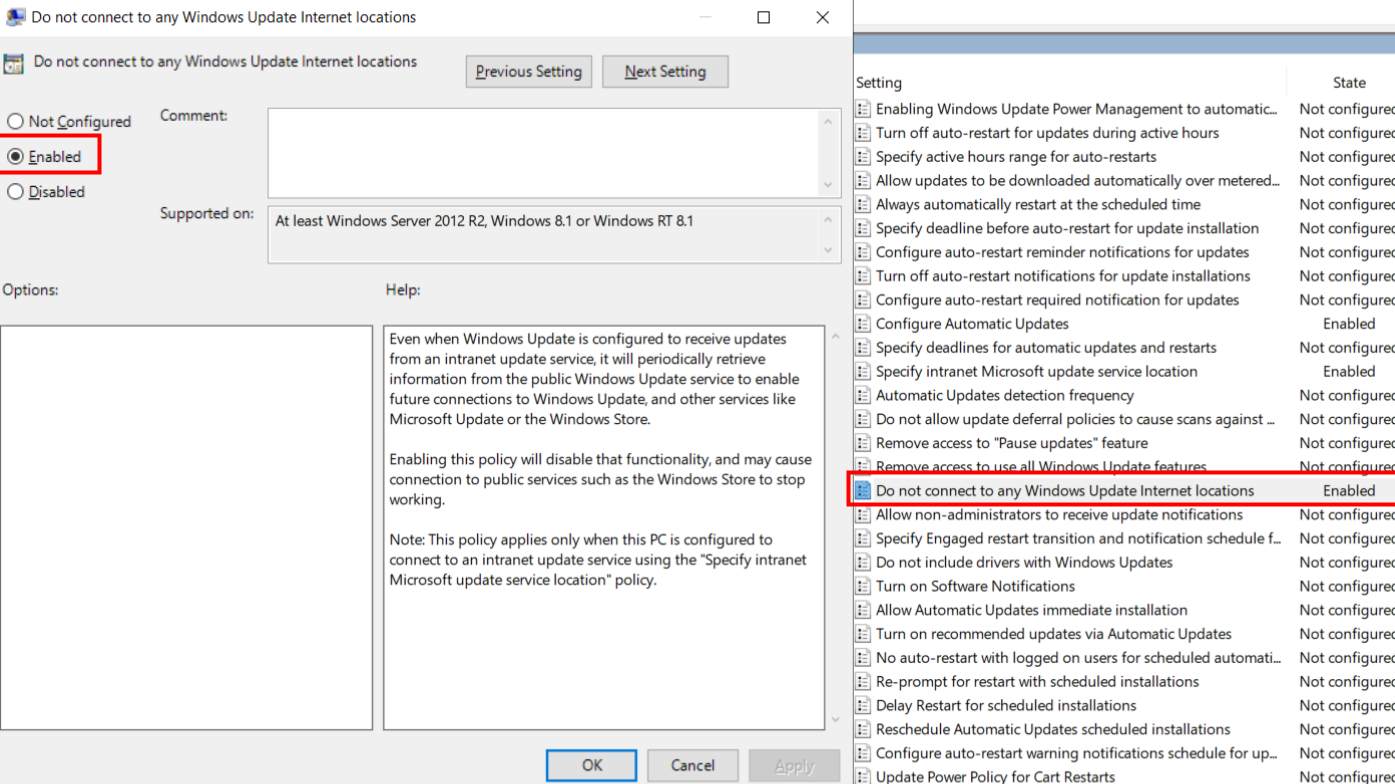 Do not connect to any Windows Update Internet locations
Do not connect to any Windows Update Internet locations
Previous Setting
Next Setting
Not Configured
Enabled
Disabled
Comment:
Supported on:
At least Windows Server 2012 R2, Windows 8.1 or Windows RT 8.1
Options:
Help:
Even when Windows Update is configured to receive updates
from an intranet update service, it will periodically retrieve
information from the public Windows Update service to enable
future connections to Windows Update, and other services like
Microsoft Update or the Windows Store.
Enabling this policy will disable that functionality, and may cause
connection to public services such as the Windows Store to stop
working.
Note: This policy applies only when this PC is configured to
connect to an intranet update service using the "Specify intranet
Microsoft update service location" policy.
OK
Cancel
Apply
Setting State
Enabling Windows Update Power Management to automatic... Not configured
Turn off auto-restart for updates during active hours Not configured
Specify active hours range for auto-restarts Not configured
Allow updates to be downloaded automatically over metered... Not configured
Always automatically restart at the scheduled time Not configured
Specify deadline before auto-restart for update installation Not configured
Configure auto-restart reminder notifications for updates Not configured
Turn off auto-restart notifications for update installations Not configured
Configure auto-restart required notification for updates Not configured
Configure Automatic Updates Enabled
Specify deadlines for automatic updates and restarts Not configured
Specify intranet Microsoft update service location Enabled
Automatic Updates detection frequency Not configured
Do not allow update deferral policies to cause scans against ... Not configured
Remove access to "Pause updates" feature Not configured
Remove access to use all Windows Update features Not configured
Do not connect to any Windows Update Internet locations Enabled
Allow non-administrators to receive update notifications Not configured
Specify Engaged restart transition and notification schedule f... Not configured
Do not include drivers with Windows Updates Not configured
Turn on Software Notifications Not configured
Allow Automatic Updates immediate installation Not configured
Turn on recommended updates via Automatic Updates Not configured
No auto-restart with logged on users for scheduled automati... Not configured
Re-prompt for restart with scheduled installations Not configured
Delay Restart for scheduled installations Not configured
Reschedule Automatic Updates scheduled installations Not configured
Configure auto-restart warning notifications schedule for up... Not configured
Update Power Policy for Cart Restarts Not configured